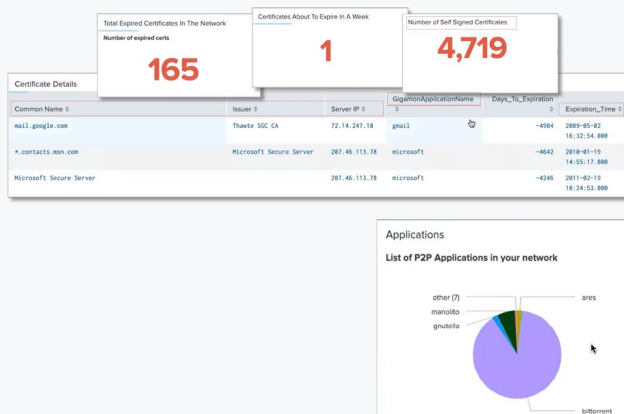 Total Expired Certificates In The Network
Number of expired certs
165
Certificates About To Expire In A Week
1
Number of Self Signed Certificates
4,719
Certificate Details
Common Name Issuer Server IP GigamonApplicationName Days_To_Expiration Expiration_Time
mail.google.com Thawte SGC CA 72.14.247.18 gmail -4904 2009-05-02
16:32:54.000
*.contacts.msn.com Microsoft Secure Server 207.46.113.78 microsoft -4642 2010-01-19
14:55:17.000
Microsoft Secure Server 207.46.113.78 microsoft -4246 2011-02-19
18:24:53.000
Applications
List of P2P Applications in your network
other (7) ares
manolito
gnutella
bittorrent